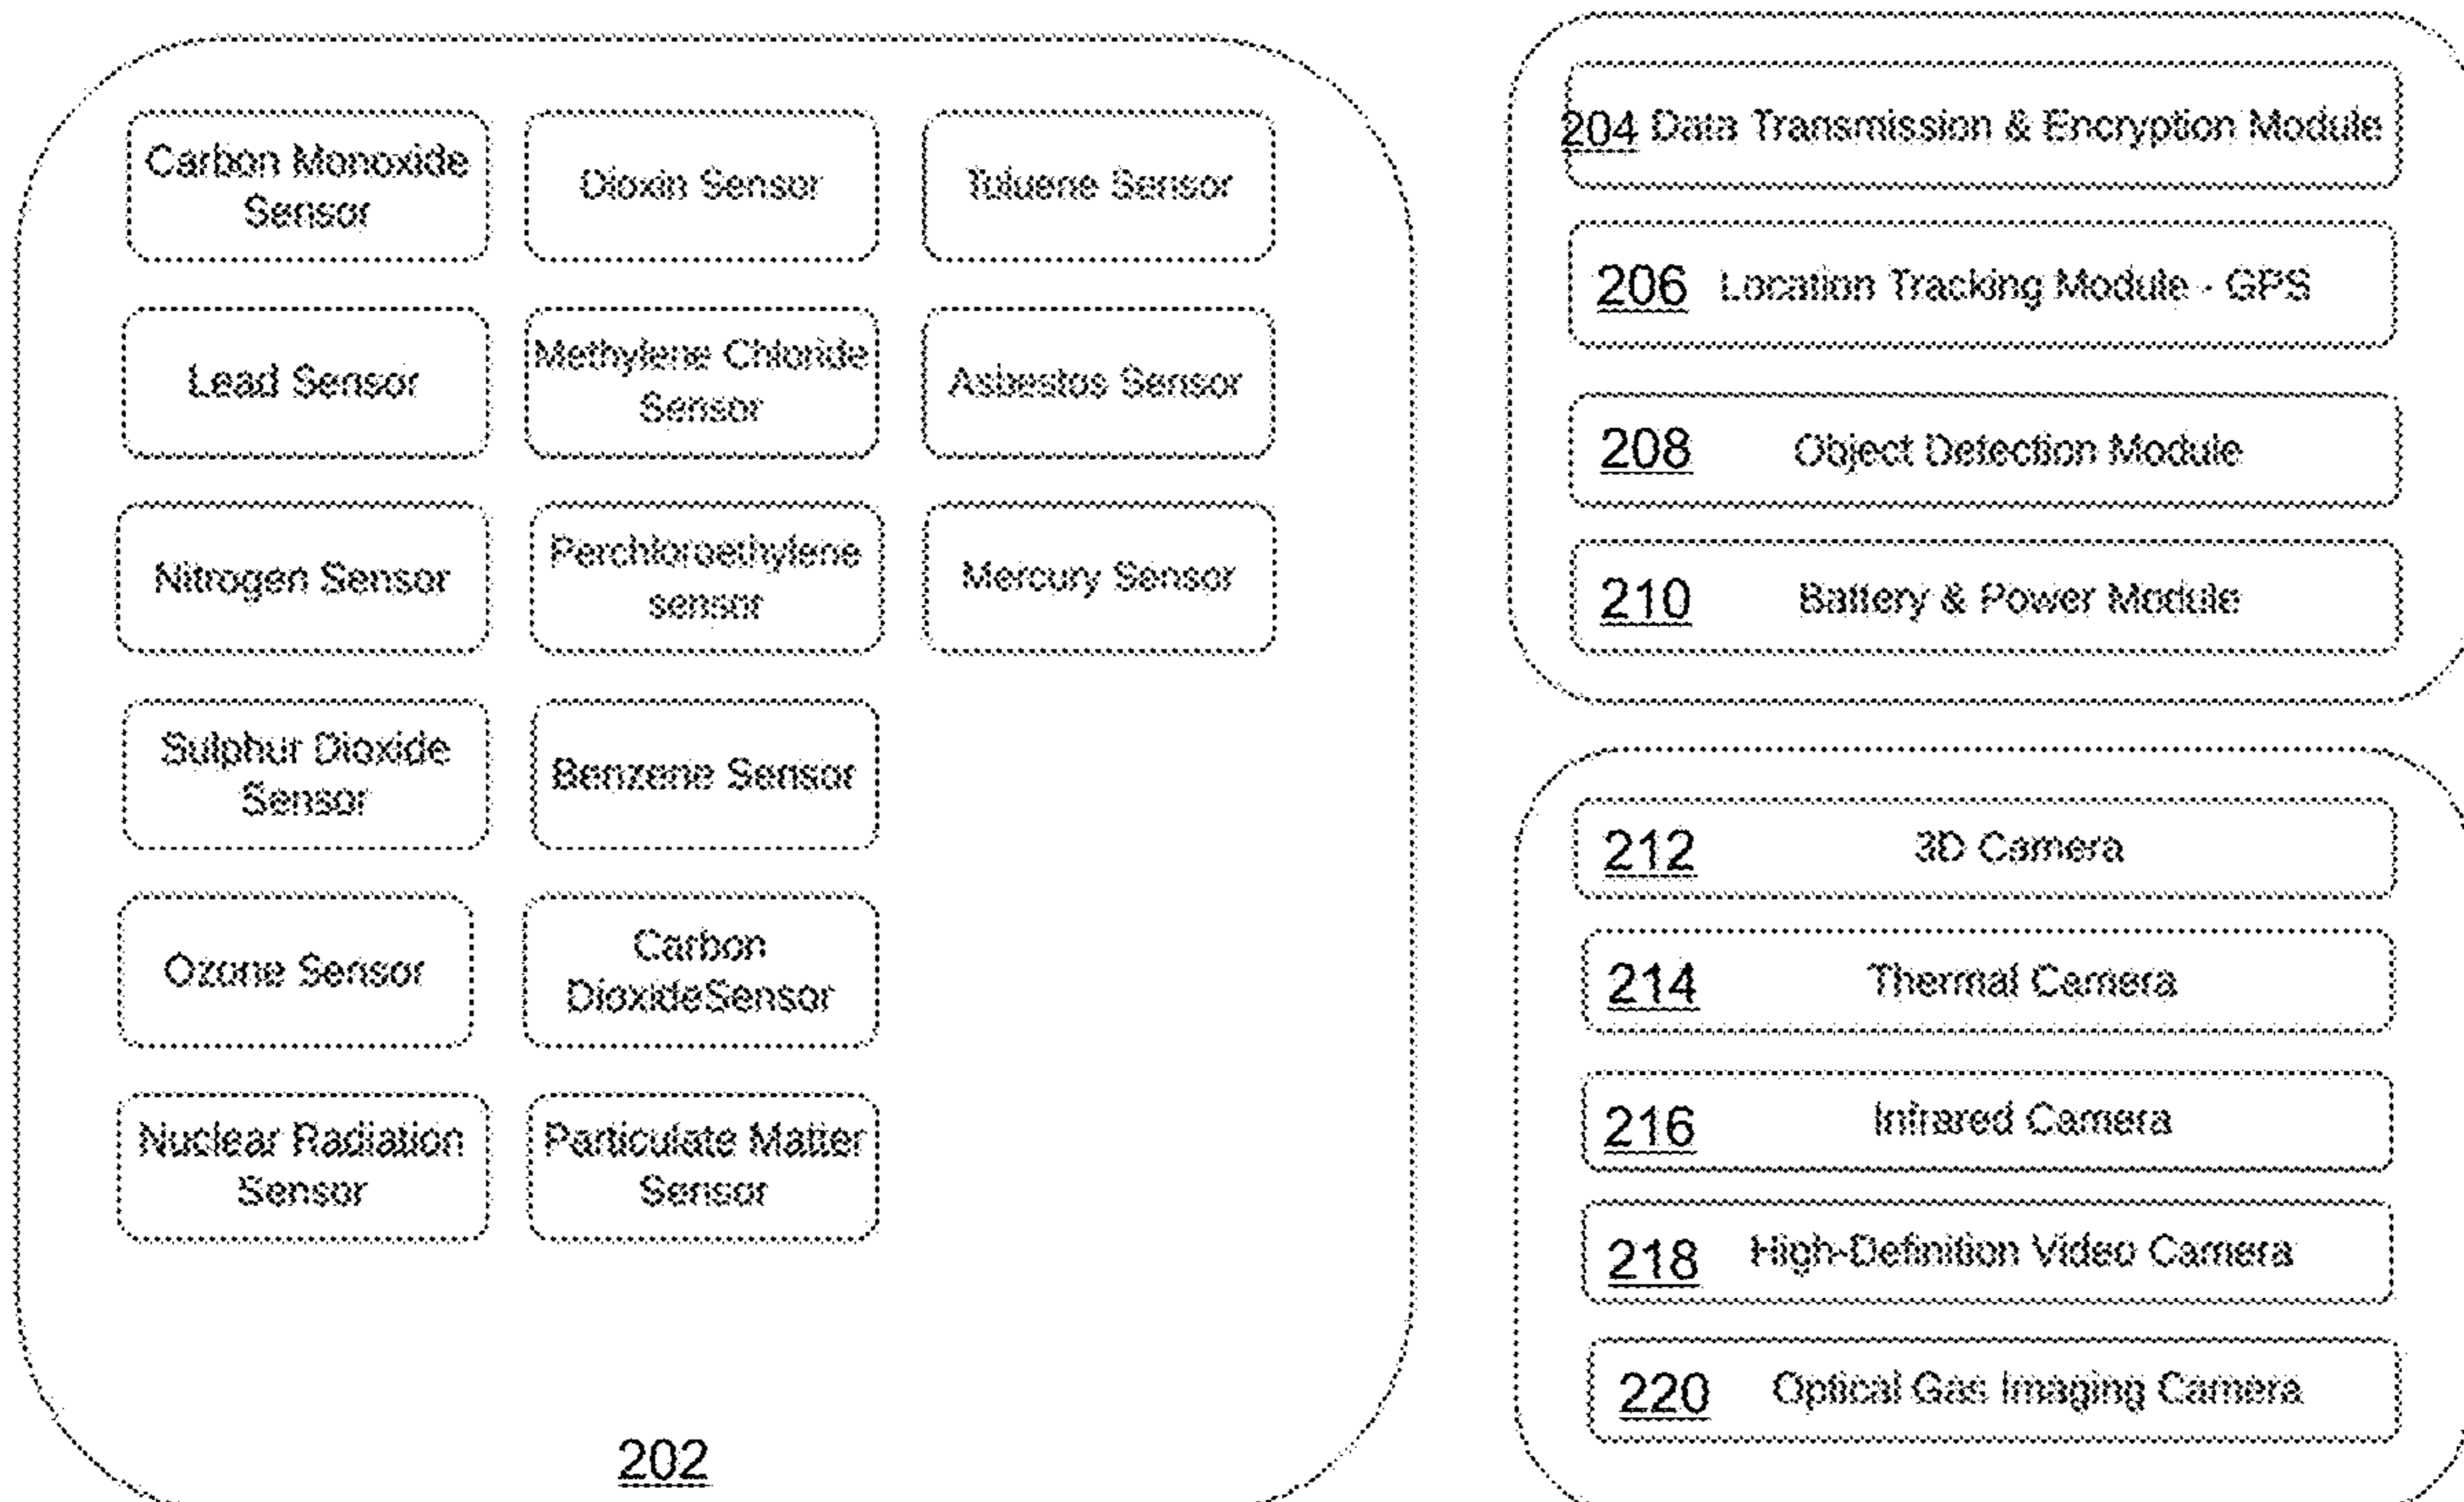 Carbon Monoxide
Sensor
Dioxin Sensor
Toluene Sensor
Lead Sensor
Methylene Chloride
Sensor
Asbestos Sensor
Nitrogen Sensor
Perchloroethylene
sensor
Mercury Sensor
Sulphur Dioxide
Sensor
Benzene Sensor
Ozone Sensor
Carbon
DioxideSensor
Nuclear Radiation
Sensor
Particulate Matter
Sensor
202
204 Data Transmission & Encryption Module
206 Location Tracking Module - GPS
208 Object Detection Module
210 Battery & Power Module
212 3D Camera
214 Thermal Camera
216 Infrared Camera
218 High-Definition Video Camera
220 Optical Gas Imaging Camera